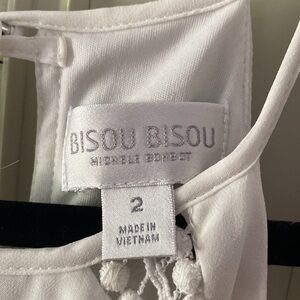 BISOU BISOU
MICHELE BOHBOT
2
MADE IN
VIETNAM